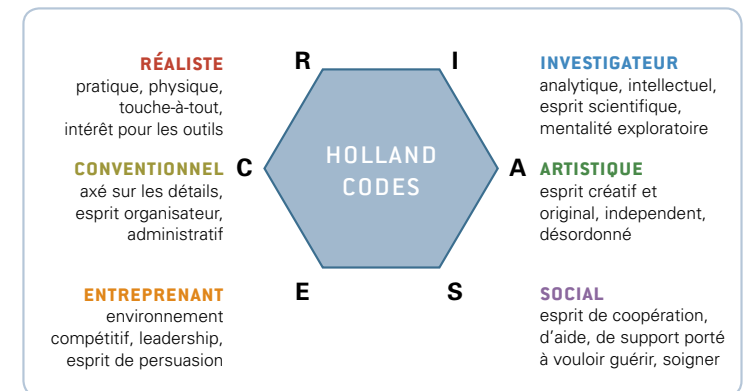 RÉALISTE
pratique, physique,
touche-à-tout,
intérêt pour les outils
R
I
INVESTIGATEUR
analytique, intellectuel,
esprit scientifique,
mentalité exploratoire
CONVENTIONNEL
axé sur les détails,
esprit organisateur,
administratif
C
HOLLAND
CODES
A
ARTISTIQUE
esprit créatif et
original, independent,
désordonné
ENTREPRENANT
environnement
compétitif, leadership,
esprit de persuasion
E
S
SOCIAL
esprit de coopération,
d'aide, de support porté
à vouloir guérir, soigner